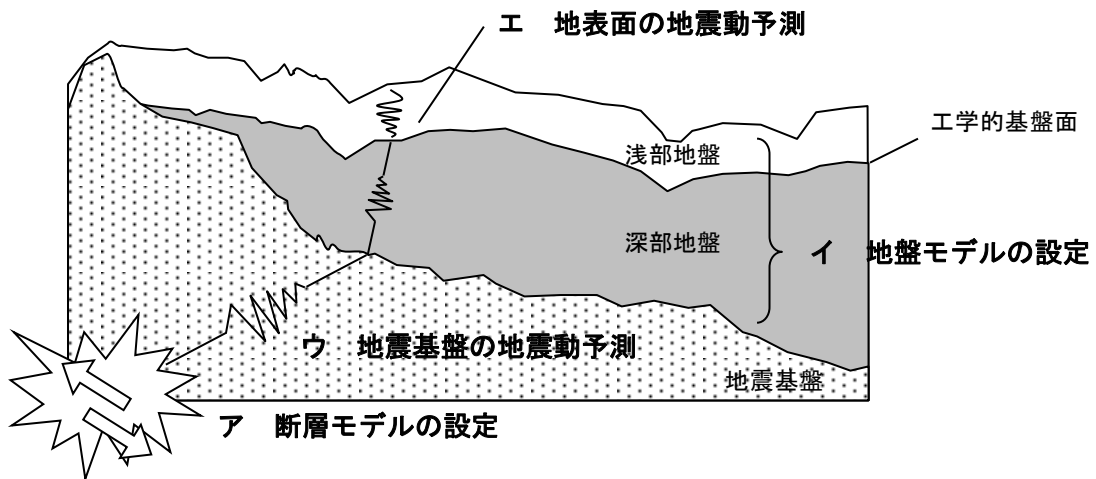 エ　地表面の地震動予測
工学的基盤面
浅部地盤
深部地盤
イ　地盤モデルの設定
ウ　地震基盤の地震動予測
地震基盤
ア　断層モデルの設定